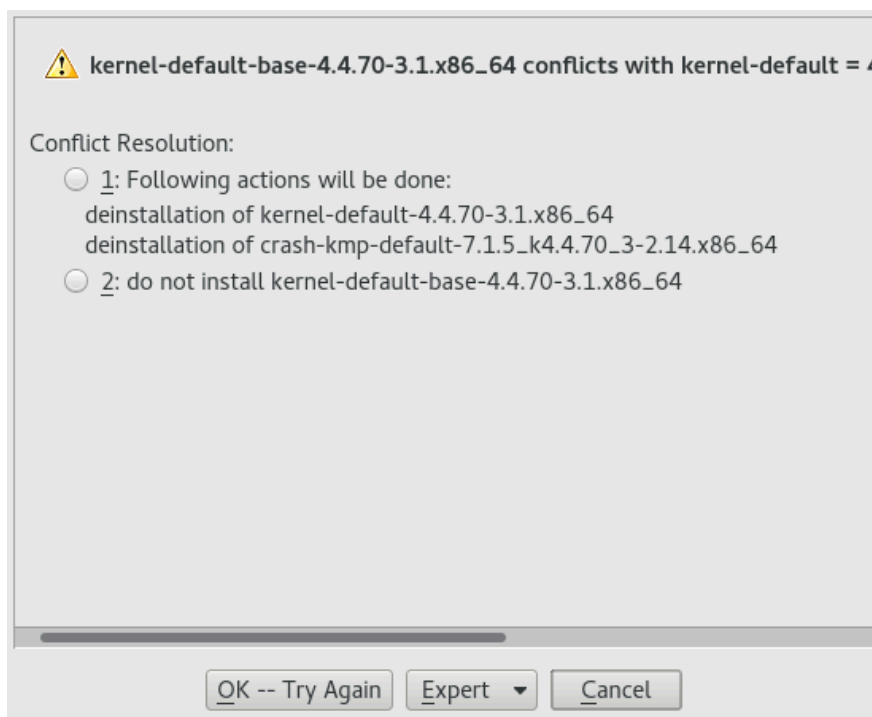 kernel-default-base-4.4.70-3.1.x86_64 conflicts with kernel-default =
Conflict Resolution:
1: Following actions will be done:
deinstallation of kernel-default-4.4.70-3.1.x86_64
deinstallation of crash-kmp-default-7.1.5_k4.4.70_3-2.14.x86_64
2: do not install kernel-default-base-4.4.70-3.1.x86_64
OK -- Try Again Expert Cancel